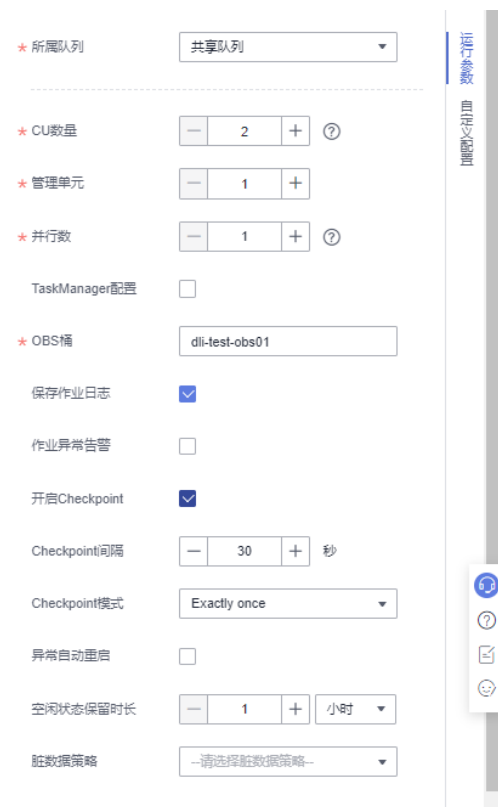 * 所属队列 共享队列
* CU数量 2
* 管理单元 1
* 并行数 1
TaskManager配置
* OBS桶 dli-test-obs01
保存作业日志
作业异常告警
开启Checkpoint
Checkpoint间隔 30 秒
Checkpoint模式 Exactly once
异常自动重启
空闲状态保留时长 1 小时
脏数据策略 --请选择脏数据策略--
运行参数
自定义配置